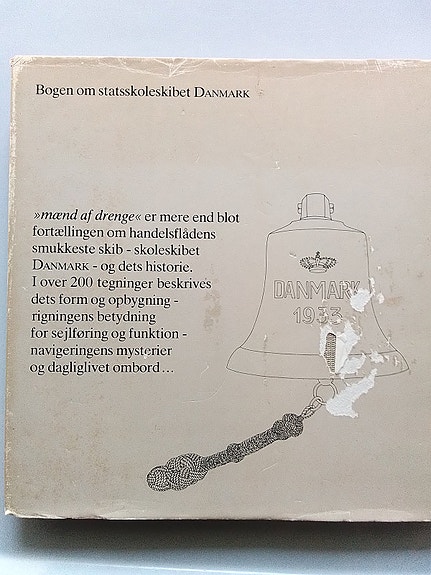 Bogen om statsskoleskibet DANMARK
»mænd af drenge« er mere end blot
fortællingen om handelsflådens
smukkeste skib - skoleskibet
DANMARK - og dets historie.
I over 200 tegninger beskrives
dets form og opbygning -
rigningens betydning
for sejlføring og funktion -
navigeringens mysterier
og dagliglivet ombord...
DANMARK
1933